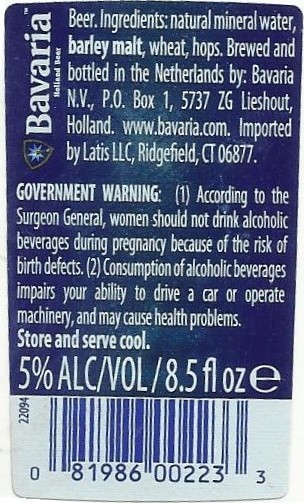 Bavaria™
Holland Beer
Beer. Ingredients: natural mineral water,
barley malt, wheat, hops. Brewed and
bottled in the Netherlands by: Bavaria
N.V., P.O. Box 1, 5737 ZG Lieshout,
Holland. www.bavaria.com. Imported
by Latis LLC, Ridgefield, CT 06877.
GOVERNMENT WARNING: (1) According to the
Surgeon General, women should not drink alcoholic
beverages during pregnancy because of the risk of
birth defects. (2) Consumption of alcoholic beverages
impairs your ability to drive a car or operate
machinery, and may cause health problems.
Store and serve cool.
5% ALC/VOL / 8.5 fl oz ℮
22094
0 81986 00223 3